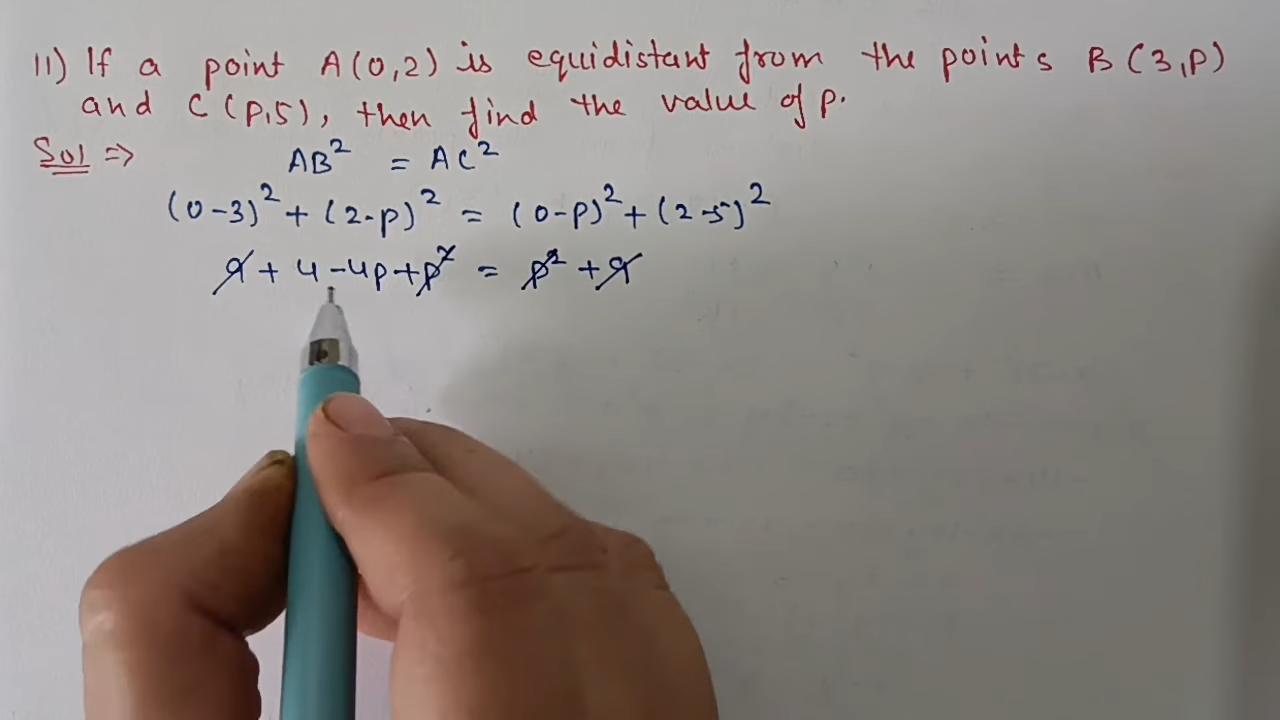 11) If a point A(0,2) is equidistant from the points B(3,P)
and C(P,5), then find the value of p.
Sol ⇒ AB² = AC²
(0-3)² + (2-p)² = (0-P)² + (2-5)²
9 + 4 - 4p + p² = p² + 9